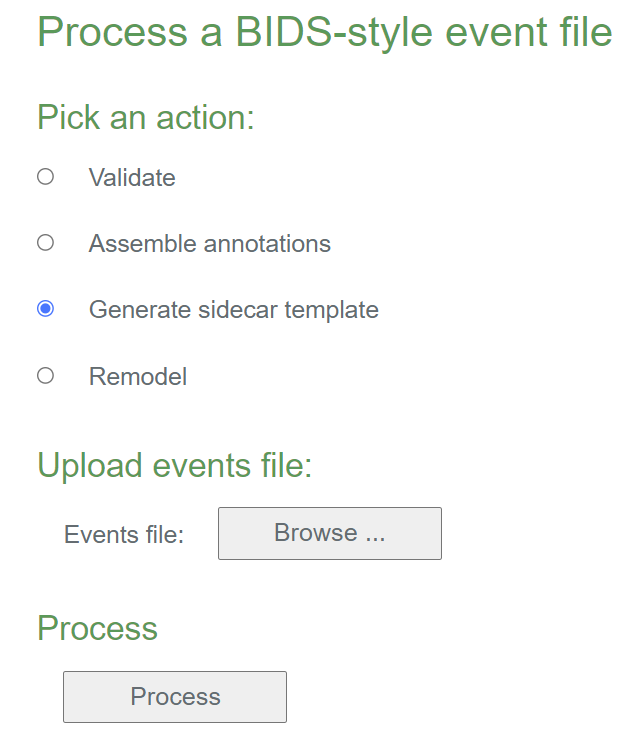 Process a BIDS-style event file
Pick an action:
Validate
Assemble annotations
Generate sidecar template
Remodel
Upload events file:
Events file: Browse ...
Process
Process